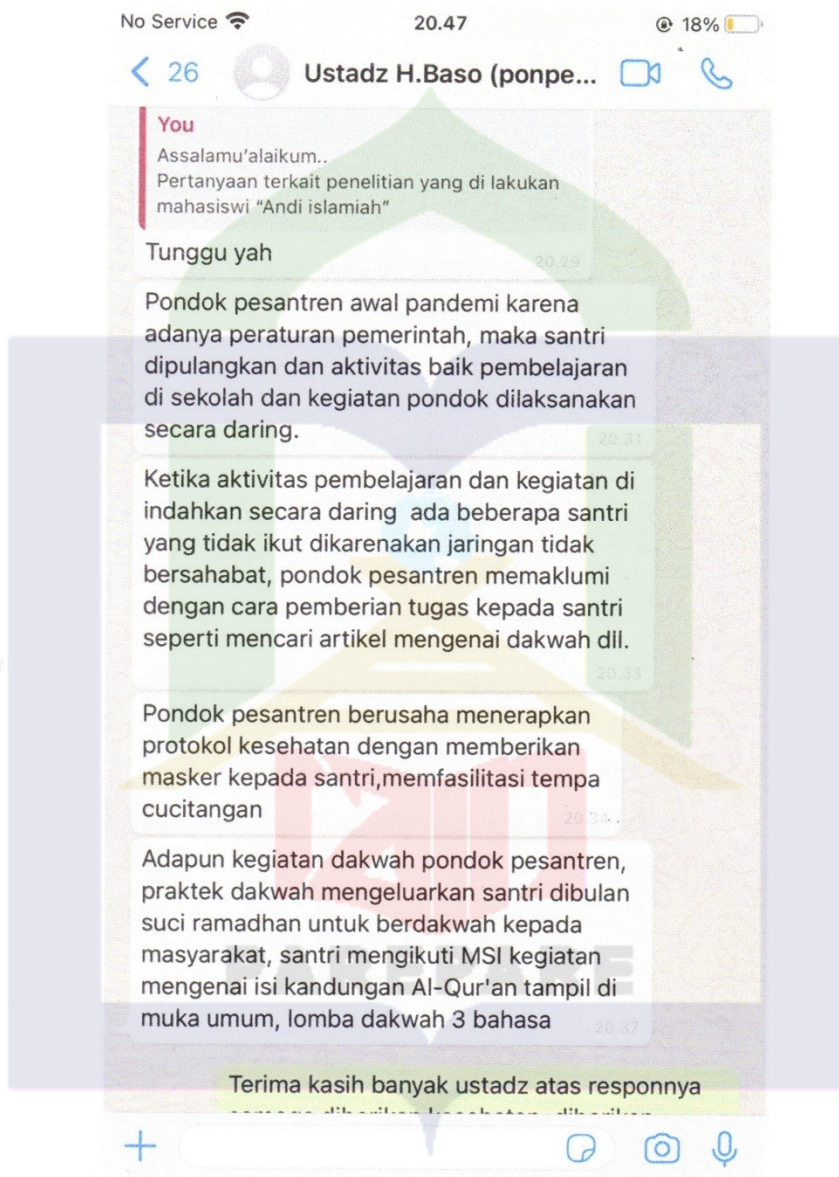 No Service 20.47 18%
26 Ustadz H.Baso (ponpe...
You
Assalamu'alaikum..
Pertanyaan terkait penelitian yang di lakukan
mahasiswi "Andi islamiah"
Tunggu yah
20.29
Pondok pesantren awal pandemi karena
adanya peraturan pemerintah, maka santri
dipulangkan dan aktivitas baik pembelajaran
di sekolah dan kegiatan pondok dilaksanakan
secara daring.
20.31
Ketika aktivitas pembelajaran dan kegiatan di
indahkan secara daring ada beberapa santri
yang tidak ikut dikarenakan jaringan tidak
bersahabat, pondok pesantren memaklumi
dengan cara pemberian tugas kepada santri
seperti mencari artikel mengenai dakwah dll.
20.33
Pondok pesantren berusaha menerapkan
protokol kesehatan dengan memberikan
masker kepada santri,memfasilitasi tempa
cucitangan
20.34
Adapun kegiatan dakwah pondok pesantren,
praktek dakwah mengeluarkan santri dibulan
suci ramadhan untuk berdakwah kepada
masyarakat, santri mengikuti MSI kegiatan
PAREPARE
mengenai isi kandungan Al-Qur'an tampil di
muka umum, lomba dakwah 3 bahasa
20.37
Terima kasih banyak ustadz atas responnya